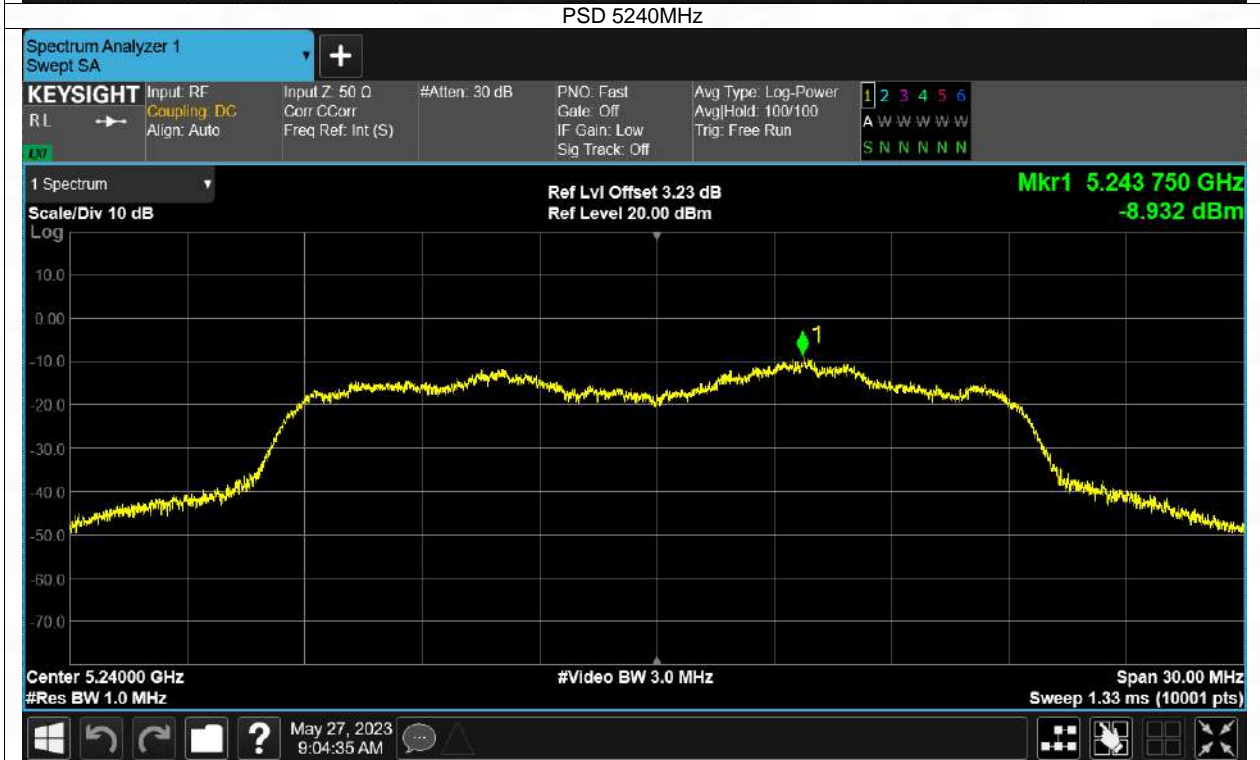 PSD 5240MHz
Spectrum Analyzer 1
Swept SA
+
KEYSIGHT
RL
LXI
Input: RF
Coupling: DC
Align: Auto
Input Z: 50 Ω
Corr CCorr
Freq Ref: Int (S)
#Atten: 30 dB
PNO: Fast
Gate: Off
IF Gain: Low
Sig Track: Off
Avg Type: Log-Power
Avg|Hold: 100/100
Trig: Free Run
1 2 3 4 5 6
A W W W W W
S N N N N N
1 Spectrum
Scale/Div 10 dB
Ref Lvl Offset 3.23 dB
Ref Level 20.00 dBm
Mkr1 5.243 750 GHz
-8.932 dBm
Log
10.0
0.00
-10.0
-20.0
-30.0
-40.0
-50.0
-60.0
-70.0
1
Center 5.24000 GHz
#Res BW 1.0 MHz
#Video BW 3.0 MHz
Span 30.00 MHz
Sweep 1.33 ms (10001 pts)
?
May 27, 2023
9:04:35 AM